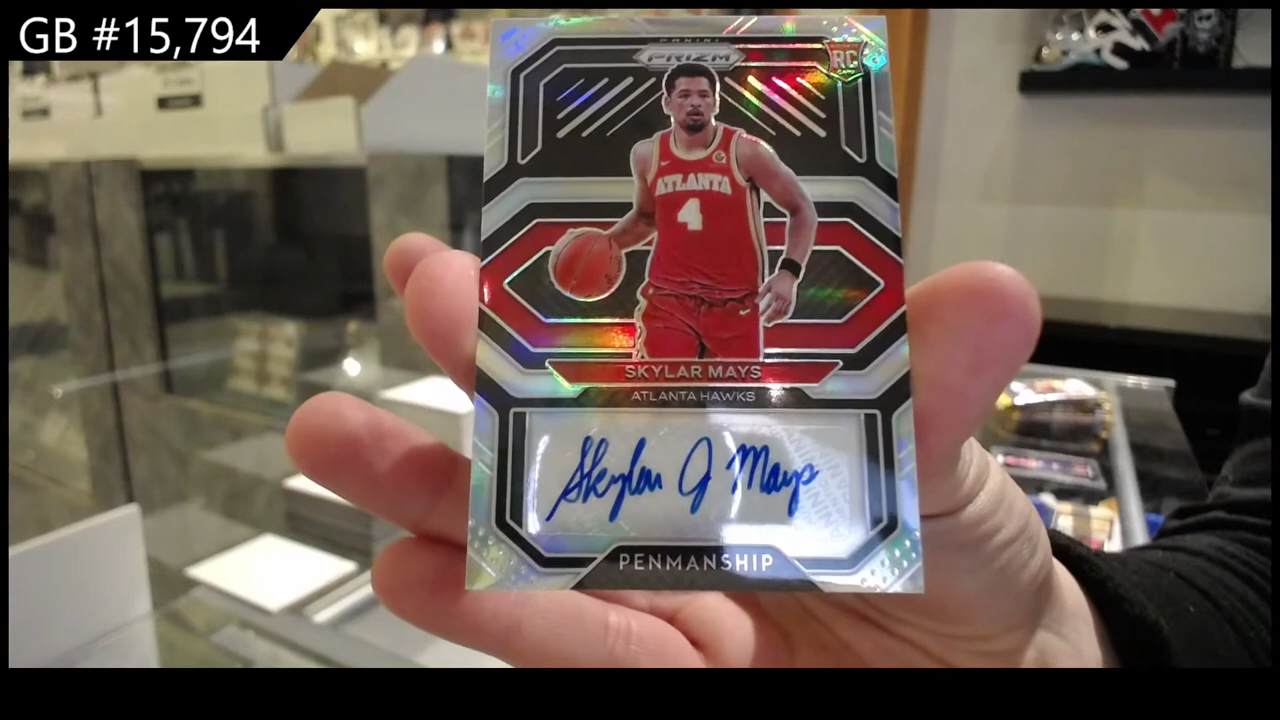 GB #15,794
PANINI
PRIZM
RC
ATLANTA
4
SKYLAR MAYS
ATLANTA HAWKS
Skylar J Mays
PENMANSHIP